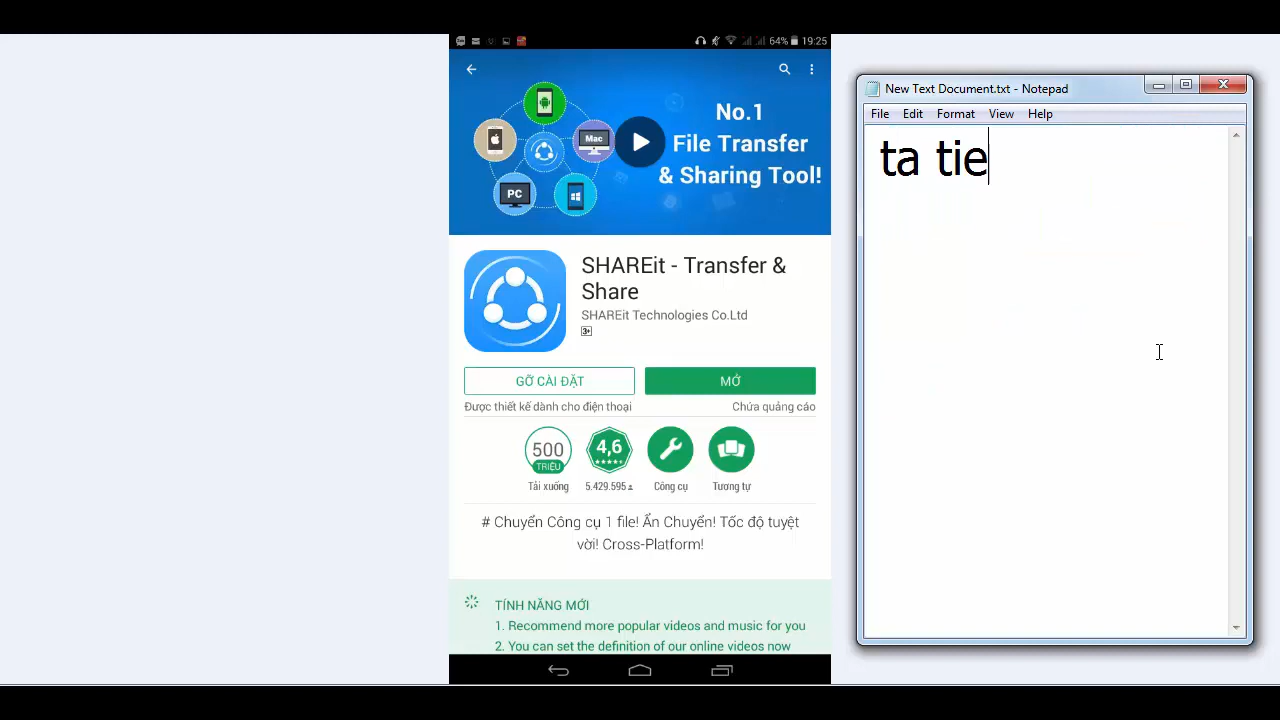 64% 19:25
No.1
File Transfer
& Sharing Tool!
Mac
PC
SHAREit - Transfer &
Share
SHAREit Technologies Co.Ltd
3+
GỠ CÀI ĐẶT
MỞ
Được thiết kế dành cho điện thoại
Chứa quảng cáo
500
TRIỆU
4,6
Tải xuống
5.429.595
Công cụ
Tương tự
# Chuyển Công cụ 1 file! Ẩn Chuyển! Tốc độ tuyệt
vời! Cross-Platform!
TÍNH NĂNG MỚI
1. Recommend more popular videos and music for you
2. You can set the definition of our online videos now
New Text Document.txt - Notepad
File Edit Format View Help
ta tie